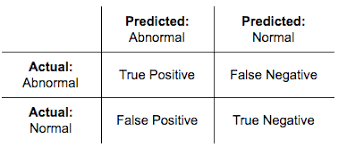 Predicted: Predicted:
Abnormal Normal
Actual:
Abnormal True Positive False Negative
Actual:
Normal False Positive True Negative